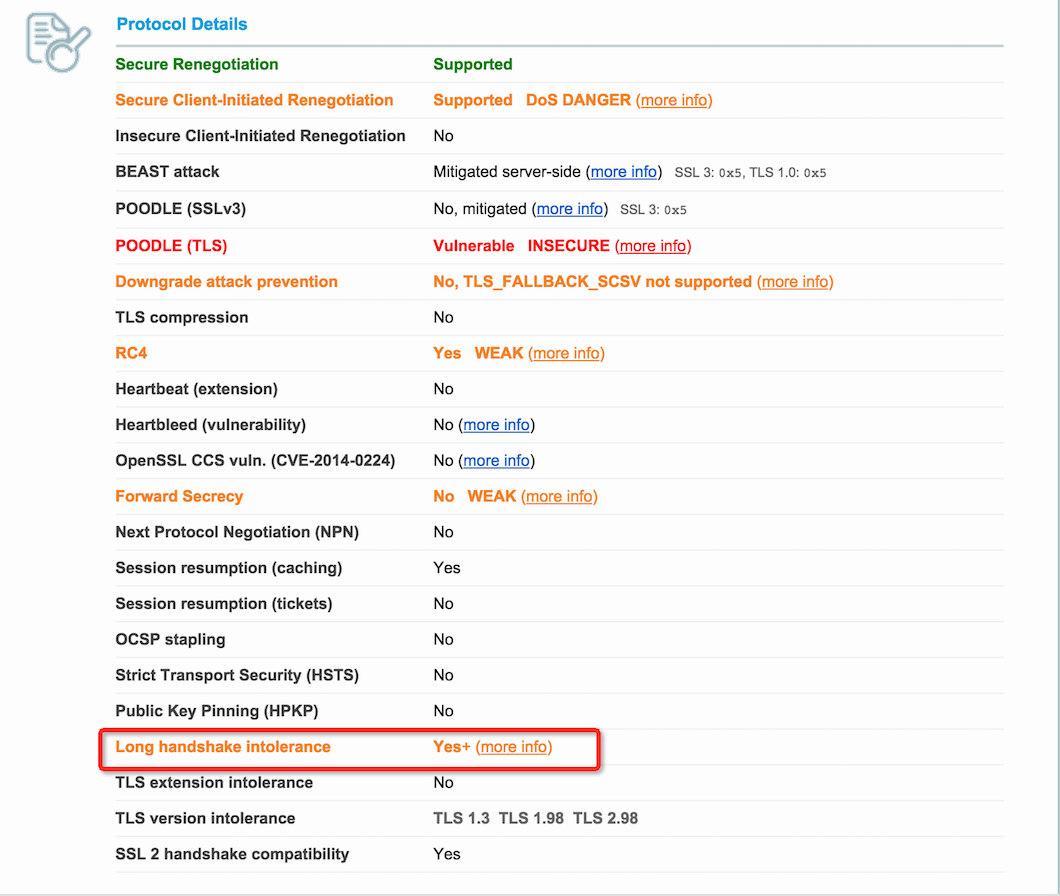 Protocol Details
Secure Renegotiation Supported
Secure Client-Initiated Renegotiation Supported DoS DANGER (more info)
Insecure Client-Initiated Renegotiation No
BEAST attack Mitigated server-side (more info) SSL 3: 0x5, TLS 1.0: 0x5
POODLE (SSLv3) No, mitigated (more info) SSL 3: 0x5
POODLE (TLS) Vulnerable INSECURE (more info)
Downgrade attack prevention No, TLS_FALLBACK_SCSV not supported (more info)
TLS compression No
RC4 Yes WEAK (more info)
Heartbeat (extension) No
Heartbleed (vulnerability) No (more info)
OpenSSL CCS vuln. (CVE-2014-0224) No (more info)
Forward Secrecy No WEAK (more info)
Next Protocol Negotiation (NPN) No
Session resumption (caching) Yes
Session resumption (tickets) No
OCSP stapling No
Strict Transport Security (HSTS) No
Public Key Pinning (HPKP) No
Long handshake intolerance Yes+ (more info)
TLS extension intolerance No
TLS version intolerance TLS 1.3 TLS 1.98 TLS 2.98
SSL 2 handshake compatibility Yes